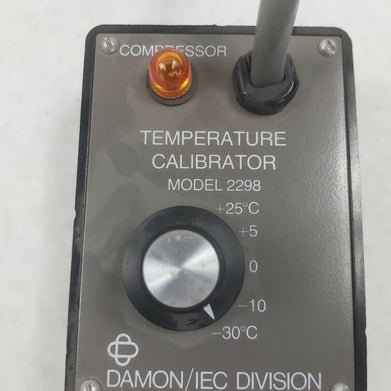 COMPRESSOR
TEMPERATURE
CALIBRATOR
MODEL 2298
+25°C
+5
0
-10
-30°C
DAMON/IEC DIVISION